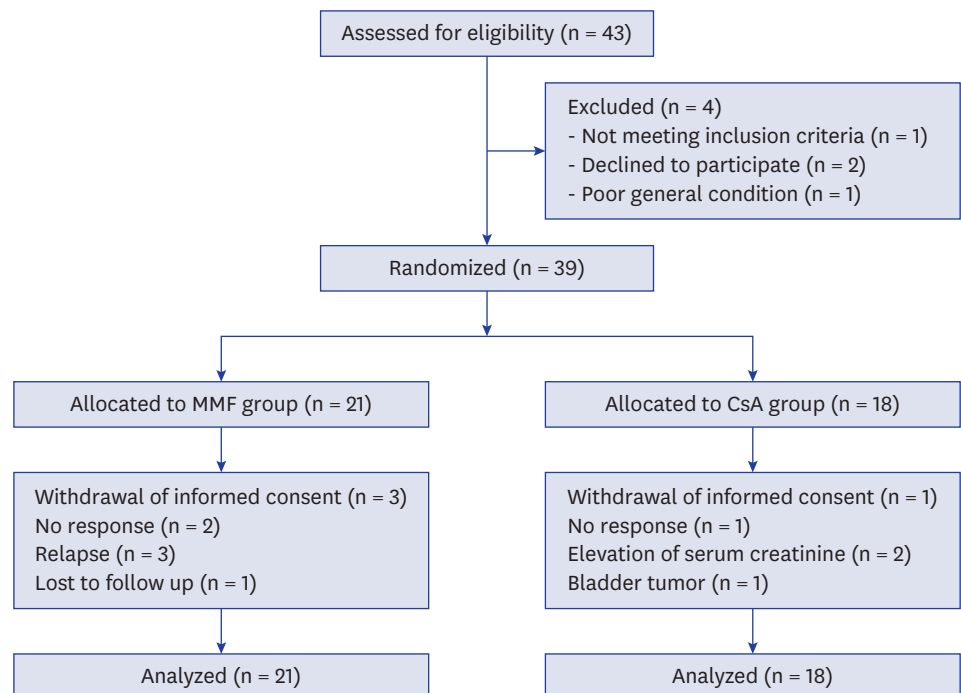 Assessed for eligibility (n = 43)
Excluded (n = 4)
- Not meeting inclusion criteria (n = 1)
- Declined to participate (n = 2)
- Poor general condition (n = 1)
Randomized (n = 39)
Allocated to MMF group (n = 21)
Allocated to CsA group (n = 18)
Withdrawal of informed consent (n = 3)
No response (n = 2)
Relapse (n = 3)
Lost to follow up (n = 1)
Withdrawal of informed consent (n = 1)
No response (n = 1)
Elevation of serum creatinine (n = 2)
Bladder tumor (n = 1)
Analyzed (n = 21)
Analyzed (n = 18)